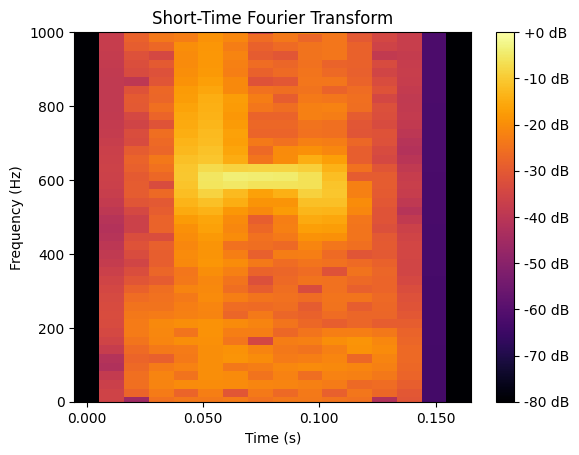 Short-Time Fourier Transform
Frequency (Hz)
1000
800
600
400
200
0
0.000
0.050
0.100
0.150
Time (s)
+0 dB
-10 dB
-20 dB
-30 dB
-40 dB
-50 dB
-60 dB
-70 dB
-80 dB